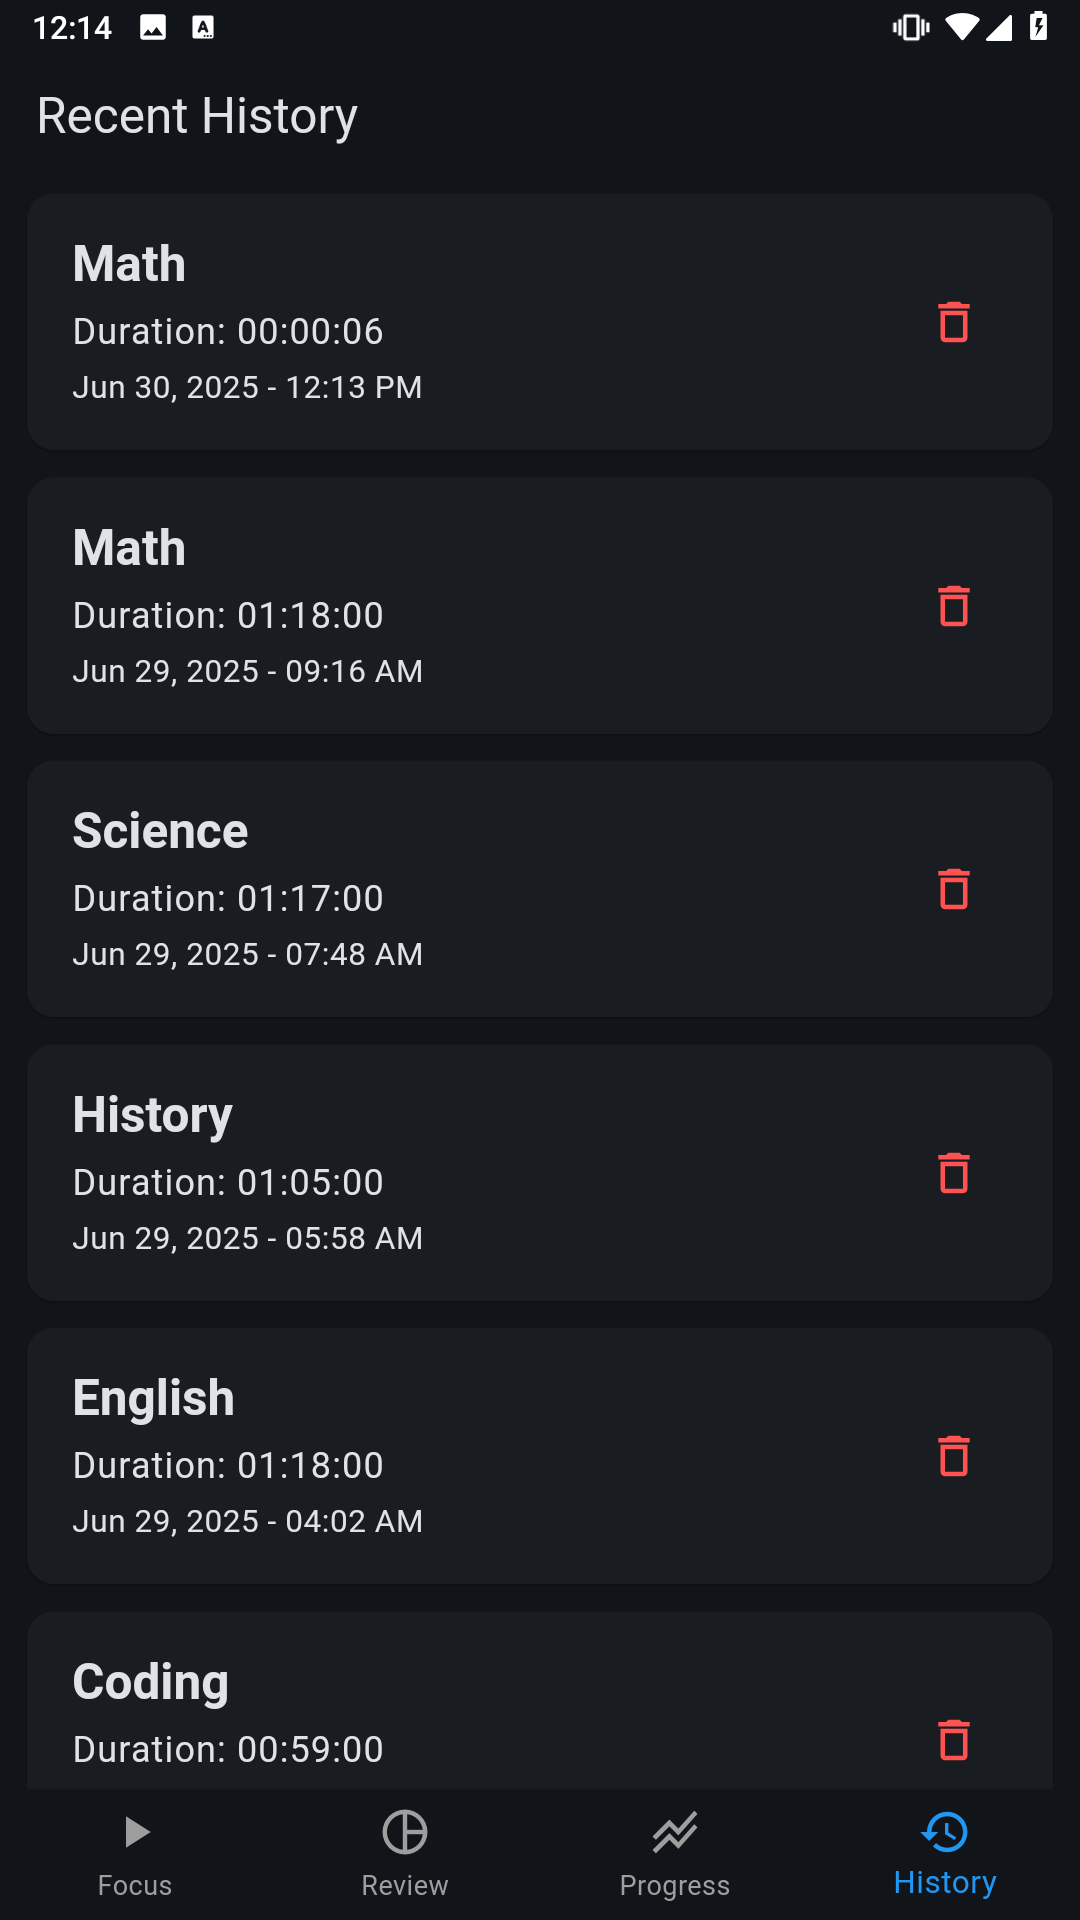 12:14
Recent History
Math
Duration: 00:00:06
Jun 30, 2025 - 12:13 PM
Math
Duration: 01:18:00
Jun 29, 2025 - 09:16 AM
Science
Duration: 01:17:00
Jun 29, 2025 - 07:48 AM
History
Duration: 01:05:00
Jun 29, 2025 - 05:58 AM
English
Duration: 01:18:00
Jun 29, 2025 - 04:02 AM
Coding
Duration: 00:59:00
Focus
Review
Progress
History